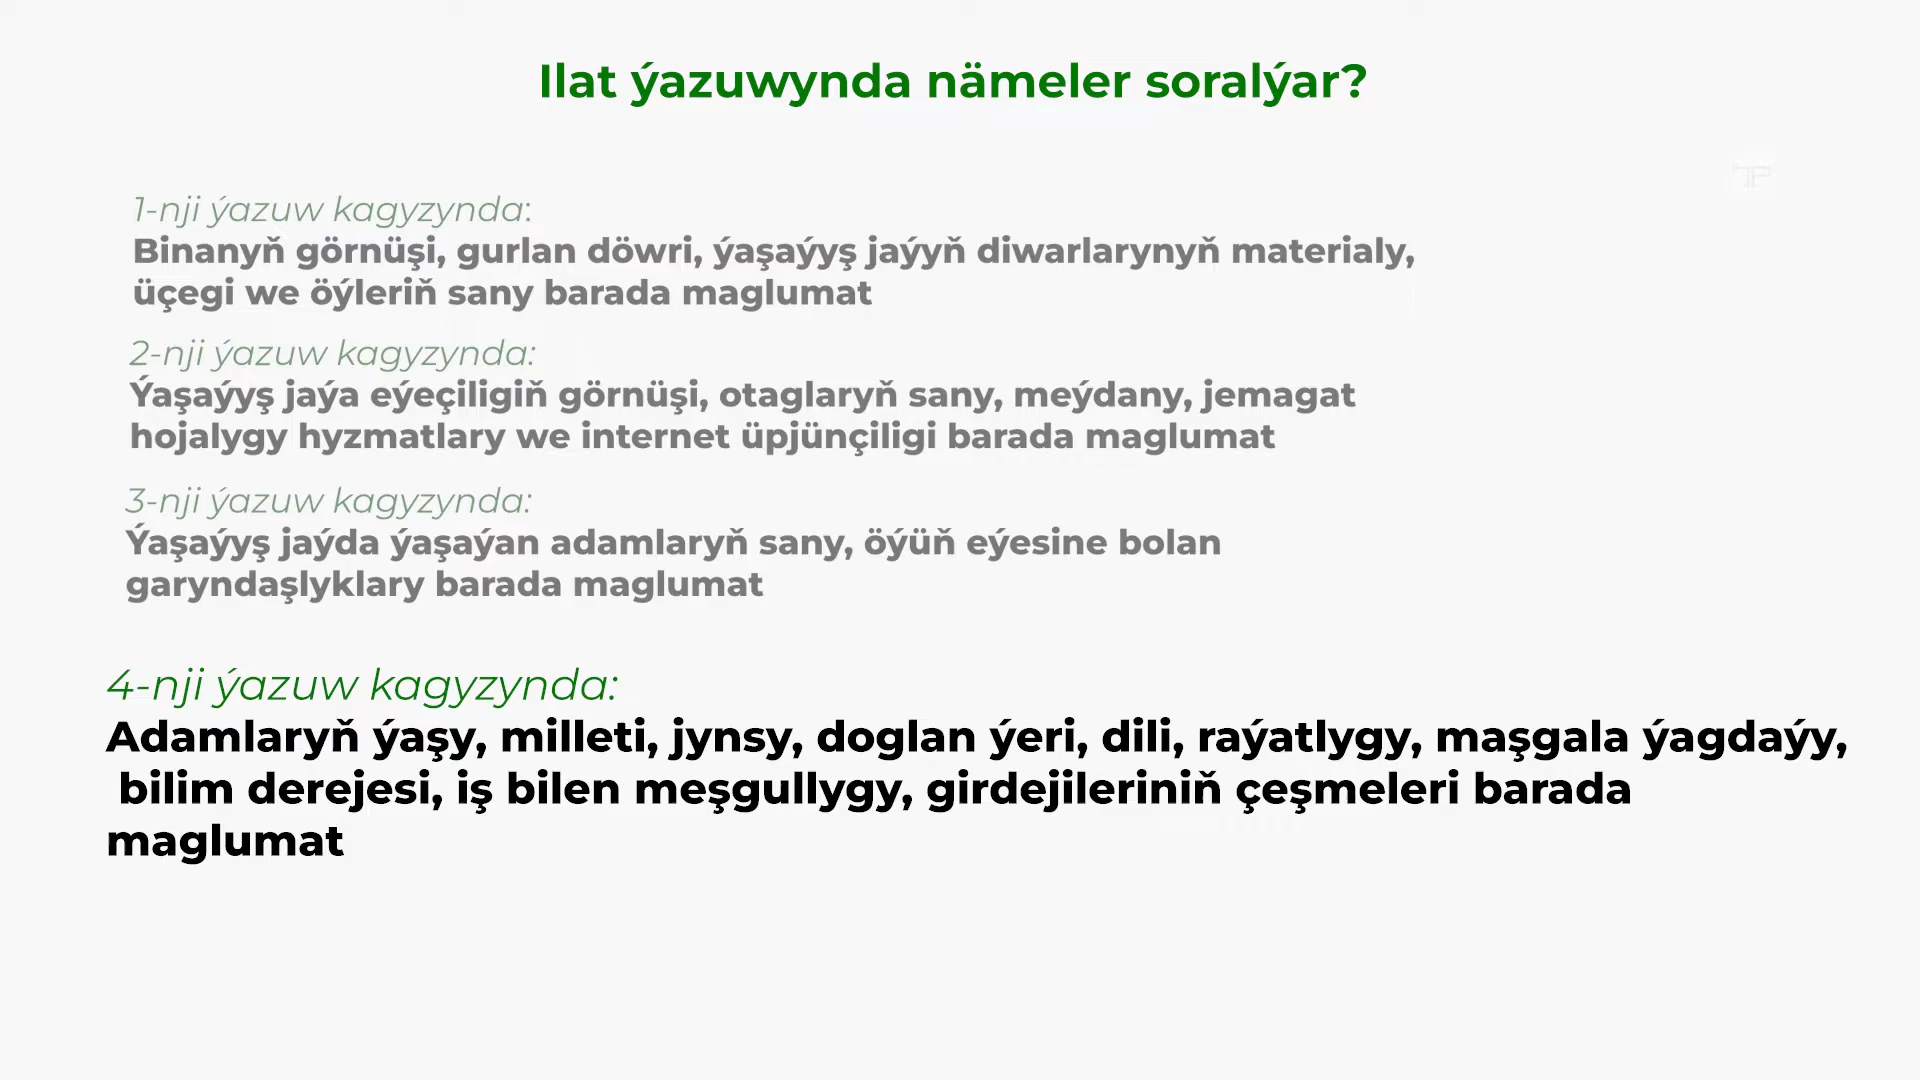 Ilat ýazuwynda nämeler soralýar?
1-nji ýazuw kagyzynda:
Binanyň görnüşi, gurlan döwri, ýaşaýyş jaýyň diwarlarynyň materialy,
üçegi we öýleriň sany barada maglumat
2-nji ýazuw kagyzynda:
Ýaşaýyş jaýa eýeçiligiň görnüşi, otaglaryň sany, meýdany, jemagat
hojalygy hyzmatlary we internet üpjünçiligi barada maglumat
3-nji ýazuw kagyzynda:
Ýaşaýyş jaýda ýaşaýan adamlaryň sany, öýüň eýesine bolan
garyndaşlyklary barada maglumat
4-nji ýazuw kagyzynda:
Adamlaryň ýaşy, milleti, jynsy, doglan ýeri, dili, raýatlygy, maşgala ýagdaýy,
bilim derejesi, iş bilen meşgullygy, girdejileriniň çeşmeleri barada
maglumat